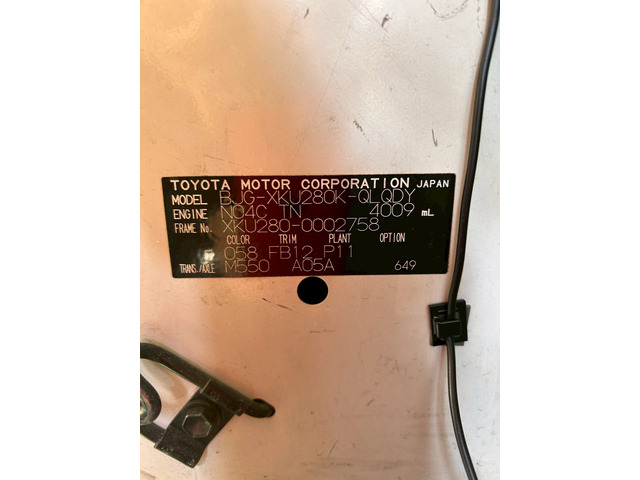 TOYOTA MOTOR CORPORATION JAPAN
MODEL BJG-XKU280K-QLQDY
ENGINE N04C TN 4009 mL
FRAME No. XKU280-0002758
COLOR TRIM PLANT OPTION
058 FB12 P11
TRANS./AXLE M550 A05A 649